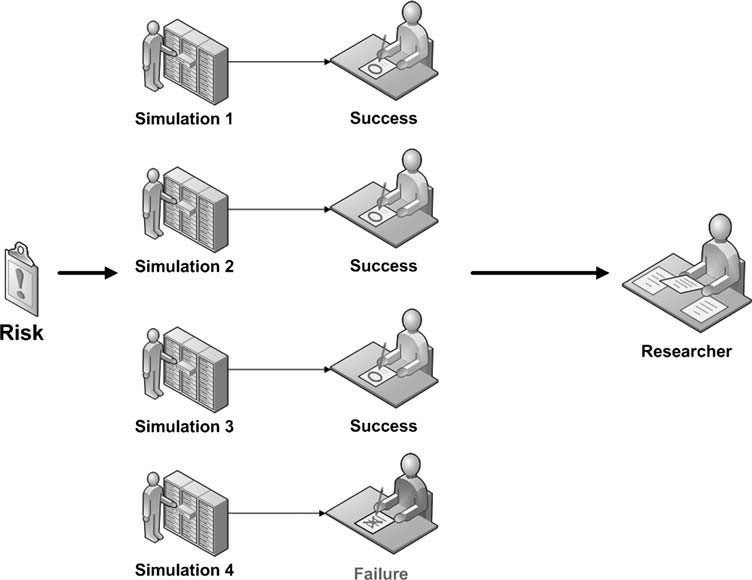 Simulation 1
Success
Simulation 2
Success
Risk
Researcher
Simulation 3
Success
Simulation 4
Failure